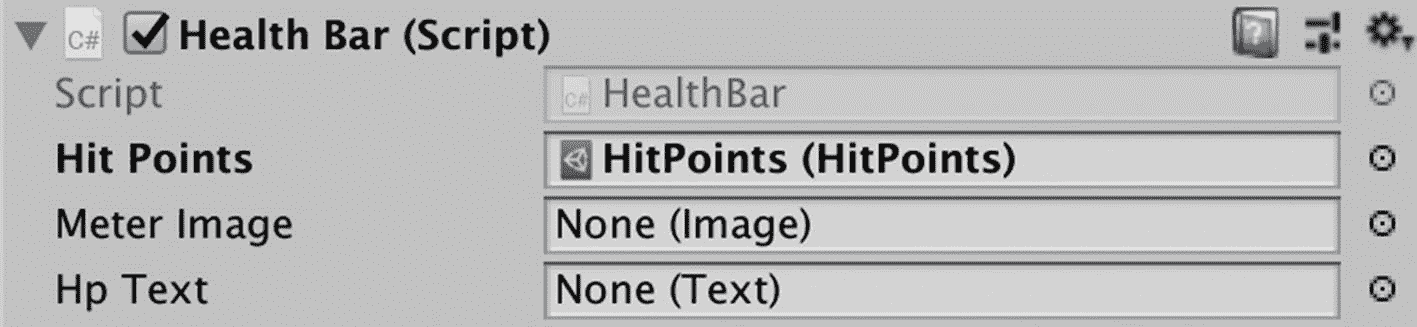 C# Health Bar (Script) ?
Script C# HealthBar
Hit Points HitPoints (HitPoints)
Meter Image None (Image)
Hp Text None (Text)